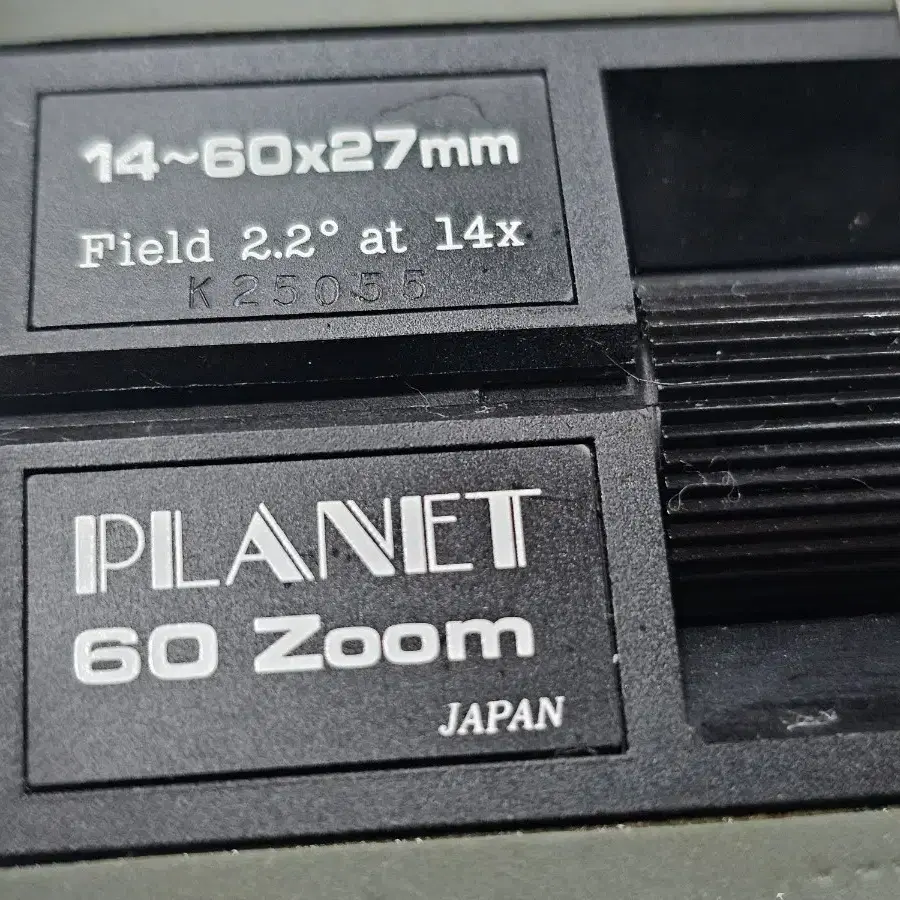 14~60x27mm
Field 2.2° at 14x
K25055
PLANET
60 Zoom
JAPAN